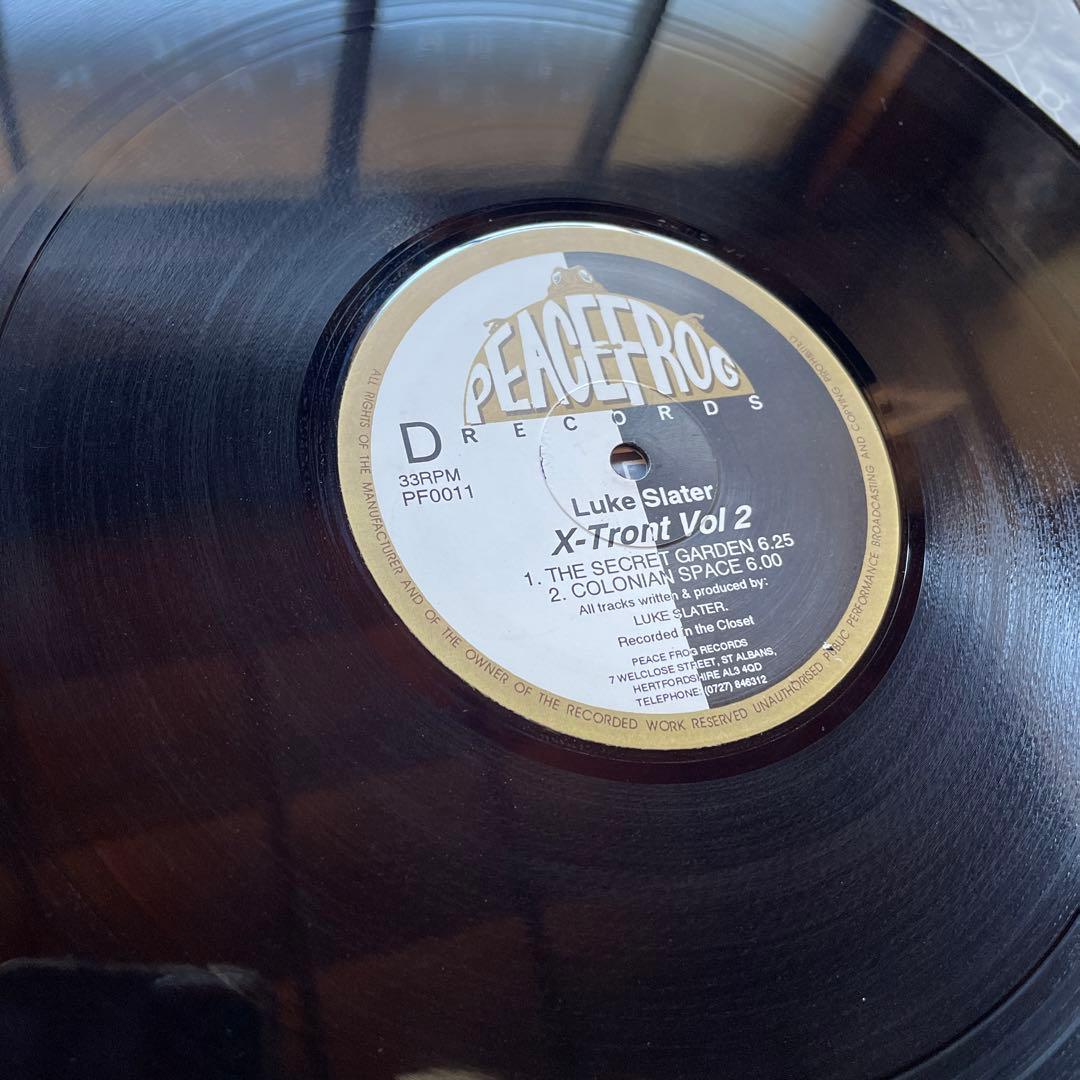 PEACEFROG
RECORDS
D
33RPM
PF0011
Luke Slater
X-Tront Vol 2
1. THE SECRET GARDEN 6.25
2. COLONIAN SPACE 6.00
All tracks written & produced by:
LUKE SLATER.
Recorded in the Closet
PEACE FROG RECORDS
7 WELCLOSE STREET, ST ALBANS,
HERTFORDSHIRE AL3 4QD
TELEPHONE: (0727) 846312
ALL RIGHTS OF THE MANUFACTURER AND OF THE OWNER OF THE RECORDED WORK RESERVED UNAUTHORISED PUBLIC PERFORMANCE BROADCASTING AND COPYING PROHIBITED